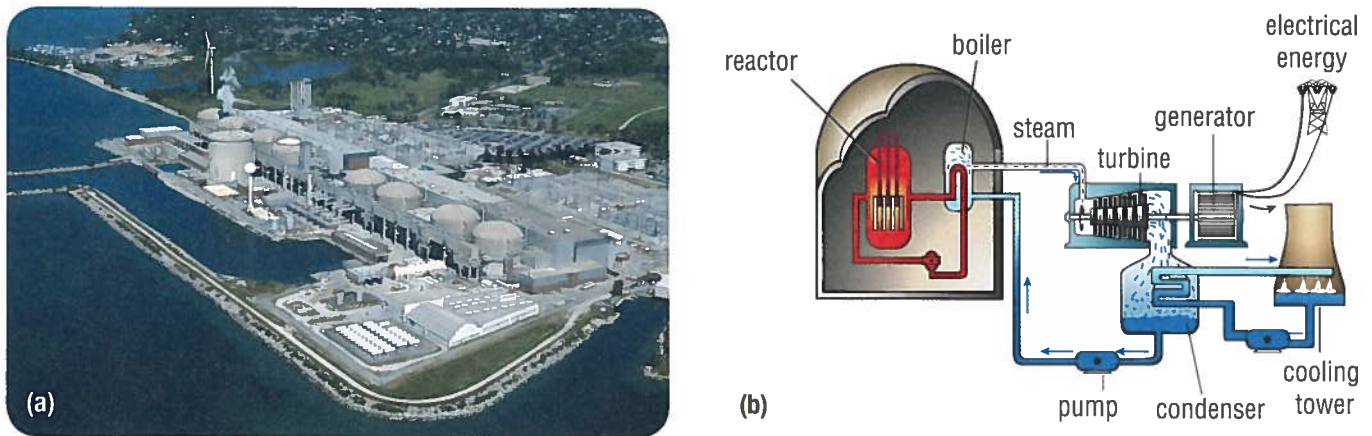 (a)
reactor
boiler
steam
turbine
generator
electrical
energy
pump
condenser
cooling
tower
(b)